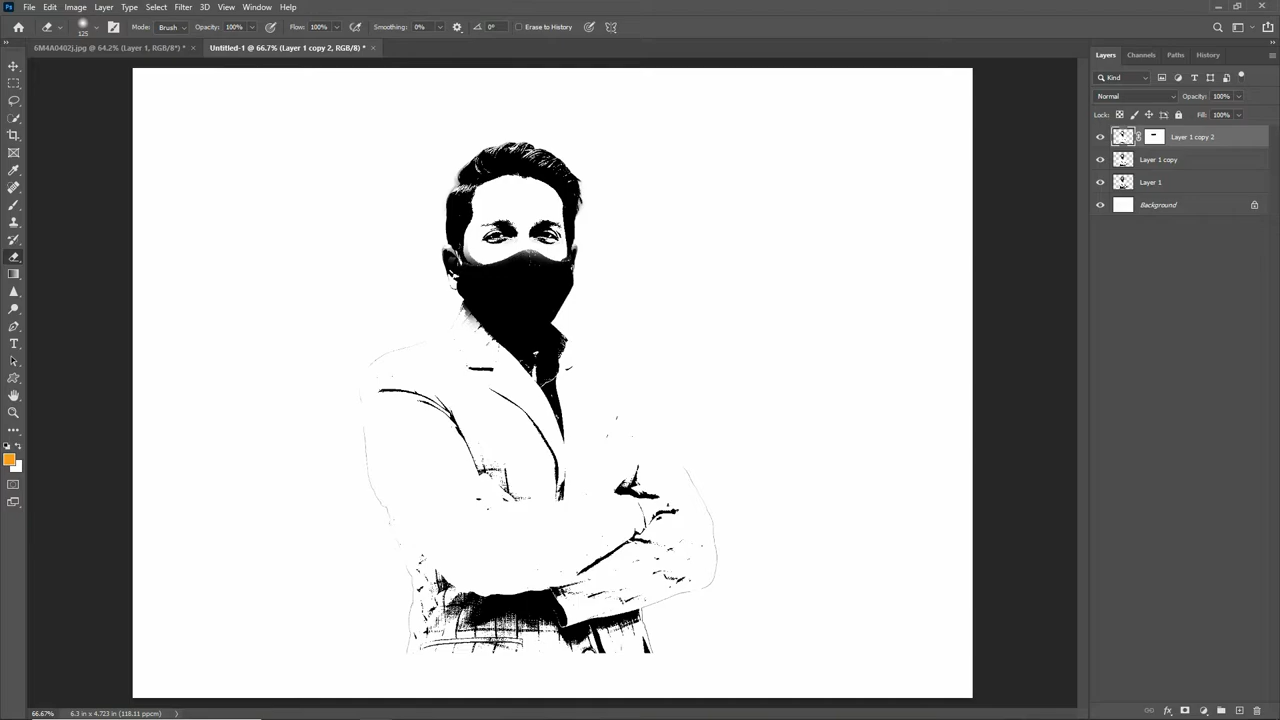 Ps File Edit Image Layer Type Select Filter 3D View Window Help
125 Mode: Brush Opacity: 100% Flow: 100% Smoothing: 0% 0° Erase to History
6M4A0402j.jpg @ 64.2% (Layer 1, RGB/8*) * × Untitled-1 @ 66.7% (Layer 1 copy 2, RGB/8) * ×
Layers Channels Paths History
Kind
Normal Opacity: 100%
Lock: Fill: 100%
Layer 1 copy 2
Layer 1 copy
Layer 1
Background
66.67% 6.3 in x 4.723 in (118.11 ppcm)